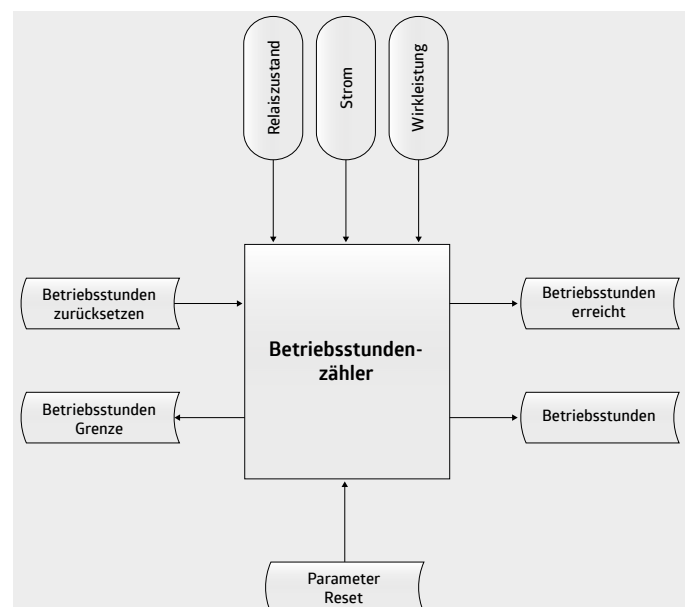 Relaiszustand
Strom
Wirkleistung
Betriebsstunden
zurücksetzen
Betriebsstunden
erreicht
Betriebsstunden-
zähler
Betriebsstunden
Grenze
Betriebsstunden
Parameter
Reset